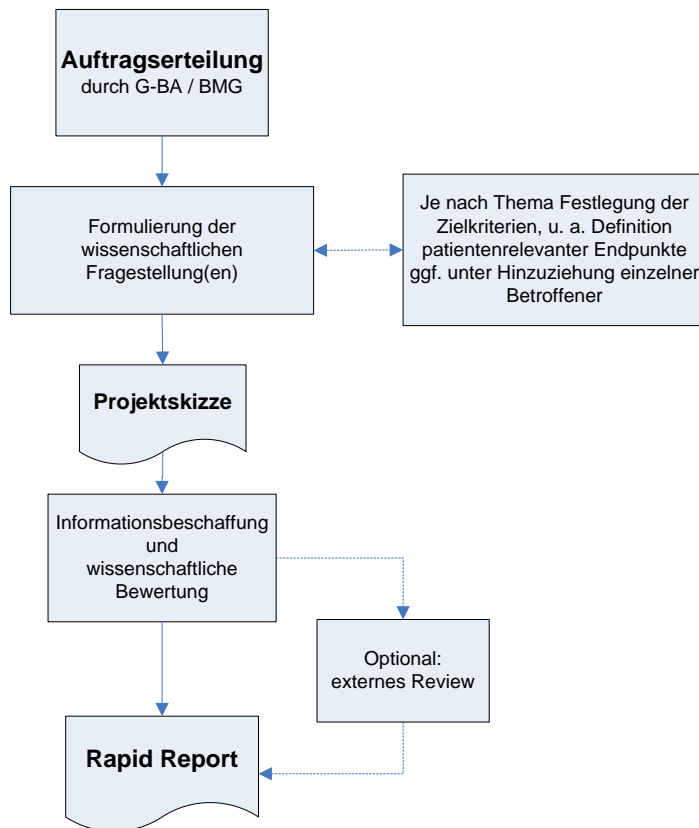 Auftragserteilung
durch G-BA / BMG
Formulierung der
wissenschaftlichen
Fragestellung(en)
Je nach Thema Festlegung der
Zielkriterien, u. a. Definition
patientenrelevanter Endpunkte
ggf. unter Hinzuziehung einzelner
Betroffener
Projektskizze
Informationsbeschaffung
und
wissenschaftliche
Bewertung
Optional:
externes Review
Rapid Report